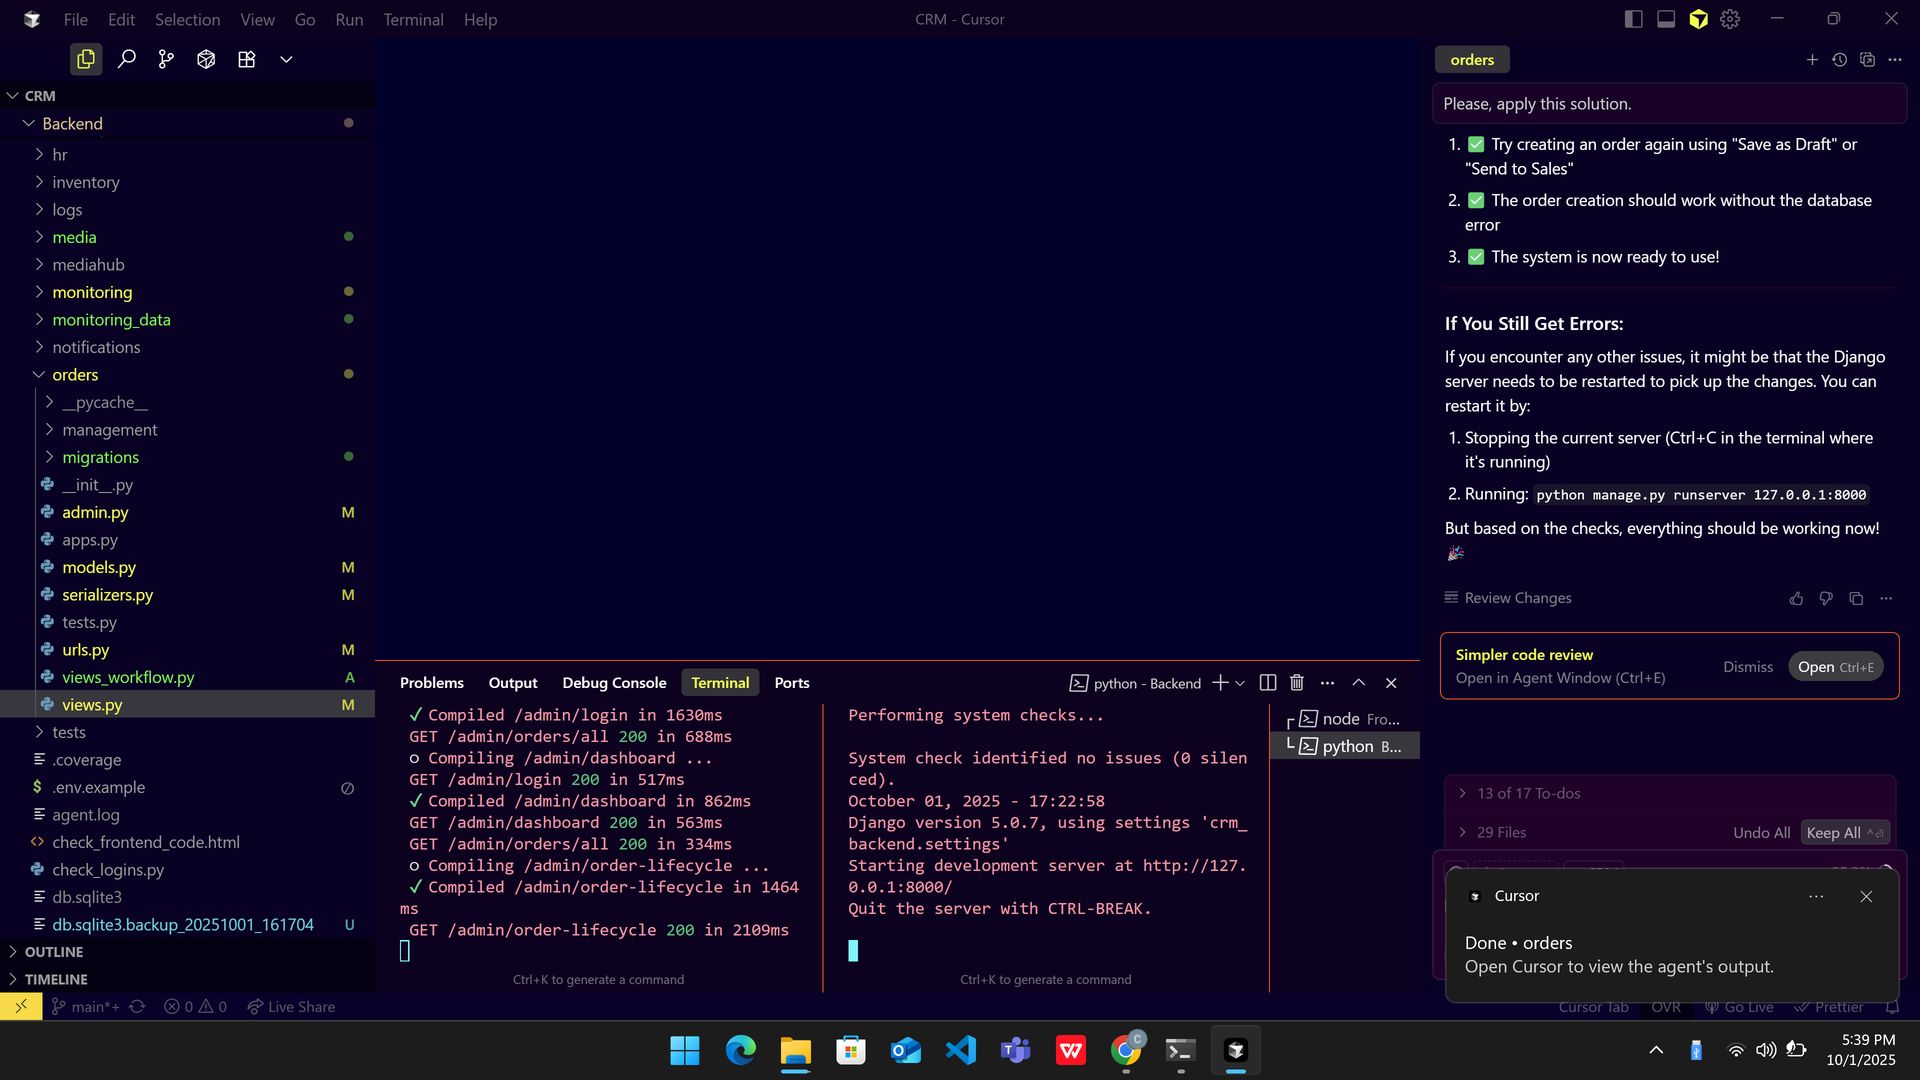 File Edit Selection View Go Run Terminal Help
CRM - Cursor
CRM
Backend
hr
inventory
logs
media
mediahub
monitoring
monitoring_data
notifications
orders
__pycache__
management
migrations
__init__.py
admin.py M
apps.py
models.py M
serializers.py M
tests.py
urls.py M
views_workflow.py A
views.py M
tests
.coverage
$ .env.example
agent.log
<> check_frontend_code.html
check_logins.py
db.sqlite3
db.sqlite3.backup_20251001_161704 U
OUTLINE
TIMELINE
Problems Output Debug Console Terminal Ports
python - Backend
✓ Compiled /admin/login in 1630ms
GET /admin/orders/all 200 in 688ms
○ Compiling /admin/dashboard ...
GET /admin/login 200 in 517ms
✓ Compiled /admin/dashboard in 862ms
GET /admin/dashboard 200 in 563ms
GET /admin/orders/all 200 in 334ms
○ Compiling /admin/order-lifecycle ...
✓ Compiled /admin/order-lifecycle in 1464
ms
GET /admin/order-lifecycle 200 in 2109ms
Ctrl+K to generate a command
Performing system checks...
System check identified no issues (0 silen
ced).
October 01, 2025 - 17:22:58
Django version 5.0.7, using settings 'crm_
backend.settings'
Starting development server at http://127.
0.0.1:8000/
Quit the server with CTRL-BREAK.
Ctrl+K to generate a command
node Fro...
python B...
orders
Please, apply this solution.
1. ✅ Try creating an order again using "Save as Draft" or
"Send to Sales"
2. ✅ The order creation should work without the database
error
3. ✅ The system is now ready to use!
If You Still Get Errors:
If you encounter any other issues, it might be that the Django
server needs to be restarted to pick up the changes. You can
restart it by:
1. Stopping the current server (Ctrl+C in the terminal where
it's running)
2. Running: python manage.py runserver 127.0.0.1:8000
But based on the checks, everything should be working now!
🎉
Review Changes
Simpler code review
Open in Agent Window (Ctrl+E)
Dismiss
Open Ctrl+E
13 of 17 To-dos
29 Files
Undo All
Keep All
Cursor
Done • orders
Open Cursor to view the agent's output.
main*+ 0 0 Live Share
Cursor Tab OVR Go Live Prettier
5:39 PM
10/1/2025